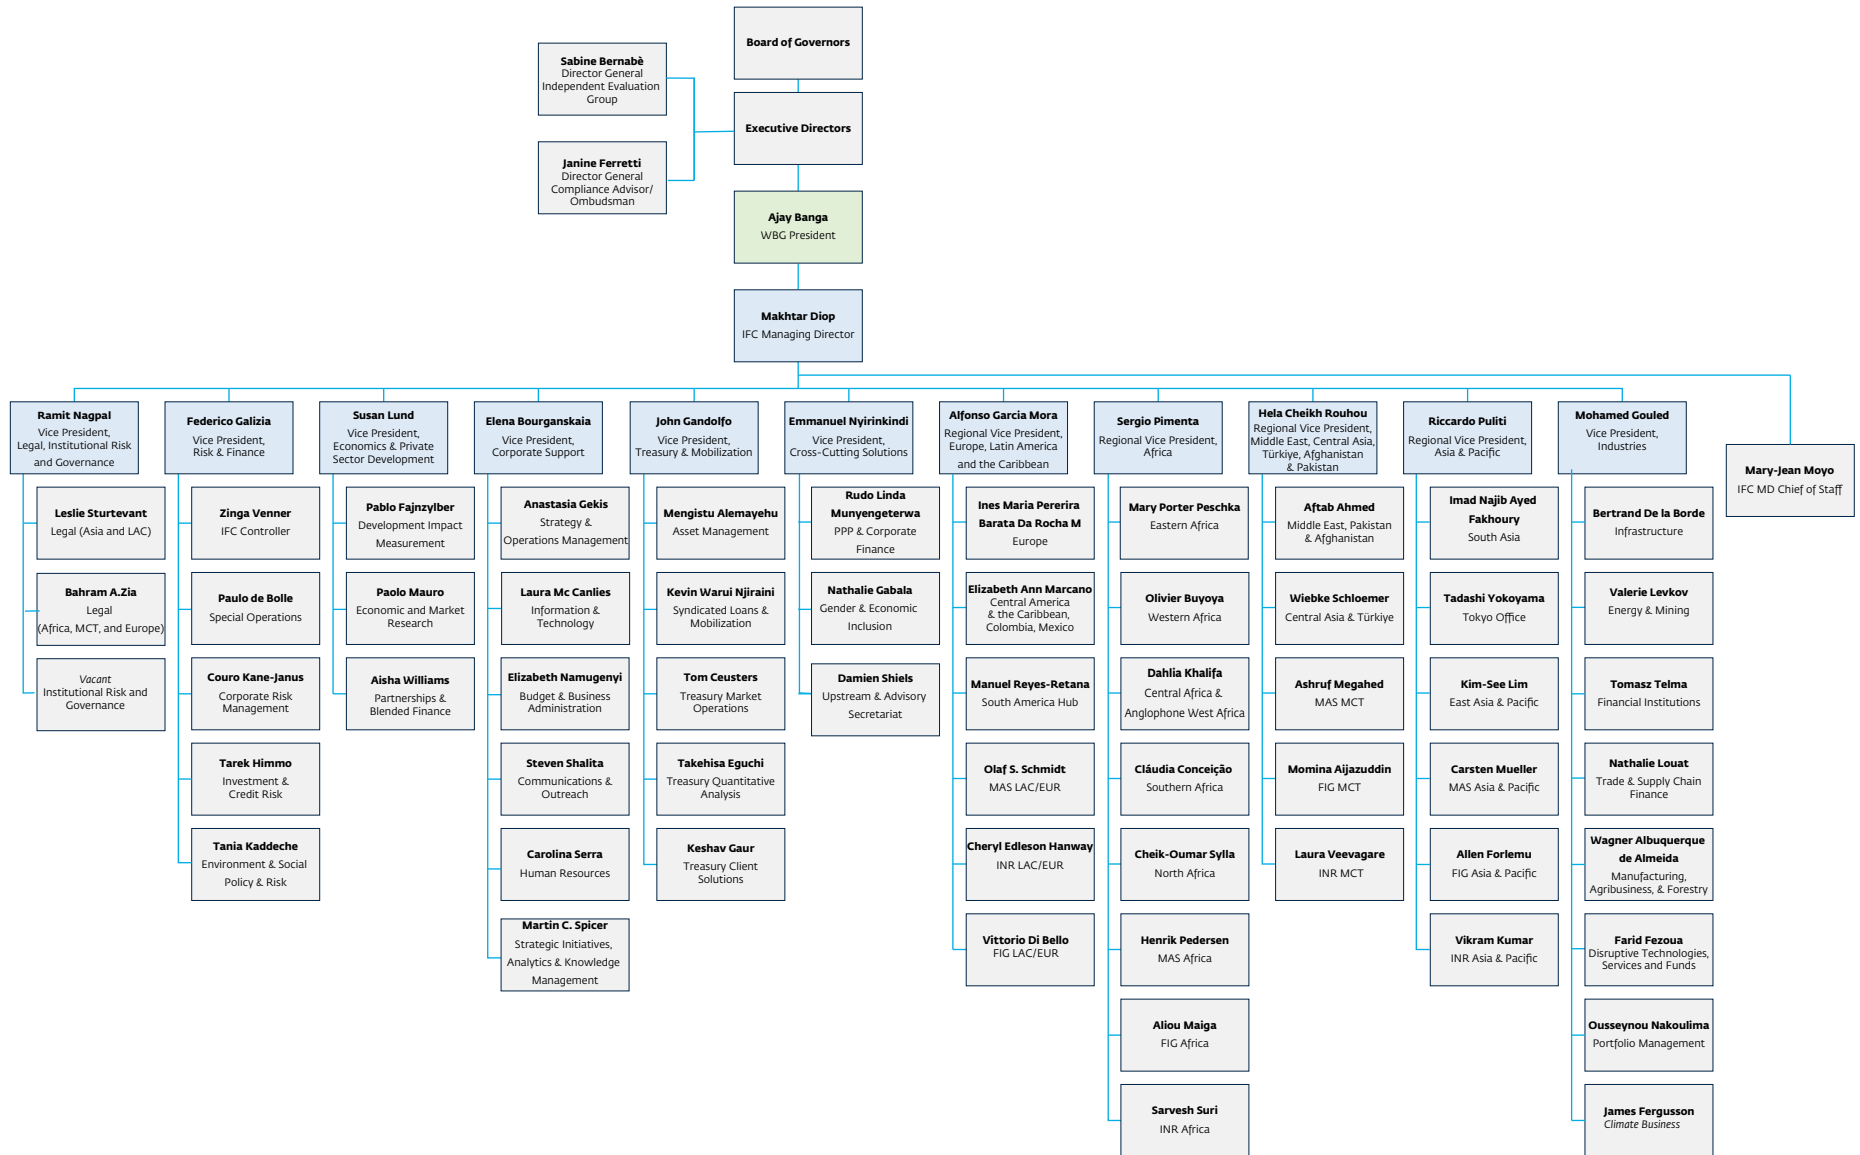 Board of Governors
Sabine Bernabè
Director General
Independent Evaluation
Group
Executive Directors
Janine Ferretti
Director General
Compliance Advisor/
Ombudsman
Ajay Banga
WBG President
Makhtar Diop
IFC Managing Director
Ramit Nagpal
Vice President,
Legal, Institutional Risk
and Governance
Federico Galizia
Vice President,
Risk & Finance
Susan Lund
Vice President,
Economics & Private
Sector Development
Elena Bourganskaia
Vice President,
Corporate Support
John Gandolfo
Vice President,
Treasury & Mobilization
Emmanuel Nyirinkindi
Vice President,
Cross-Cutting Solutions
Alfonso Garcia Mora
Regional Vice President,
Europe, Latin America
and the Caribbean
Sergio Pimenta
Regional Vice President,
Africa
Hela Cheikh Rouhou
Regional Vice President,
Middle East, Central Asia,
Türkiye, Afghanistan
& Pakistan
Riccardo Puliti
Regional Vice President,
Asia & Pacific
Mohamed Gouled
Vice President,
Industries
Mary-Jean Moyo
IFC MD Chief of Staff
Leslie Sturtevant
Legal (Asia and LAC)
Bahram A.Zia
Legal
(Africa, MCT, and Europe)
Vacant
Institutional Risk and
Governance
Zinga Venner
IFC Controller
Paulo de Bolle
Special Operations
Couro Kane-Janus
Corporate Risk
Management
Tarek Himmo
Investment &
Credit Risk
Tania Kaddeche
Environment & Social
Policy & Risk
Pablo Fajnzylber
Development Impact
Measurement
Paolo Mauro
Economic and Market
Research
Aisha Williams
Partnerships &
Blended Finance
Anastasia Gekis
Strategy &
Operations Management
Laura Mc Canlies
Information &
Technology
Elizabeth Namugenyi
Budget & Business
Administration
Steven Shalita
Communications &
Outreach
Carolina Serra
Human Resources
Martin C. Spicer
Strategic Initiatives,
Analytics & Knowledge
Management
Mengistu Alemayehu
Asset Management
Kevin Warui Njiraini
Syndicated Loans &
Mobilization
Tom Ceusters
Treasury Market
Operations
Takehisa Eguchi
Treasury Quantitative
Analysis
Keshav Gaur
Treasury Client
Solutions
Rudo Linda
Munyengeterwa
PPP & Corporate
Finance
Nathalie Gabala
Gender & Economic
Inclusion
Damien Shiels
Upstream & Advisory
Secretariat
Ines Maria Pererira
Barata Da Rocha M
Europe
Elizabeth Ann Marcano
Central America
& the Caribbean,
Colombia, Mexico
Manuel Reyes-Retana
South America Hub
Olaf S. Schmidt
MAS LAC/EUR
Cheryl Edleson Hanway
INR LAC/EUR
Vittorio Di Bello
FIG LAC/EUR
Mary Porter Peschka
Eastern Africa
Olivier Buyoya
Western Africa
Dahlia Khalifa
Central Africa &
Anglophone West Africa
Cláudia Conceição
Southern Africa
Cheik-Oumar Sylla
North Africa
Henrik Pedersen
MAS Africa
Aliou Maiga
FIG Africa
Sarvesh Suri
INR Africa
Aftab Ahmed
Middle East, Pakistan
& Afghanistan
Wiebke Schloemer
Central Asia & Türkiye
Ashruf Megahed
MAS MCT
Momina Aijazuddin
FIG MCT
Laura Veevagare
INR MCT
Imad Najib Ayed
Fakhoury
South Asia
Tadashi Yokoyama
Tokyo Office
Kim-See Lim
East Asia & Pacific
Carsten Mueller
MAS Asia & Pacific
Allen Forlemu
FIG Asia & Pacific
Vikram Kumar
INR Asia & Pacific
Bertrand De la Borde
Infrastructure
Valerie Levkov
Energy & Mining
Tomasz Telma
Financial Institutions
Nathalie Louat
Trade & Supply Chain
Finance
Wagner Albuquerque
de Almeida
Manufacturing,
Agribusiness, & Forestry
Farid Fezoua
Disruptive Technologies,
Services and Funds
Ousseynou Nakoulima
Portfolio Management
James Fergusson
Climate Business